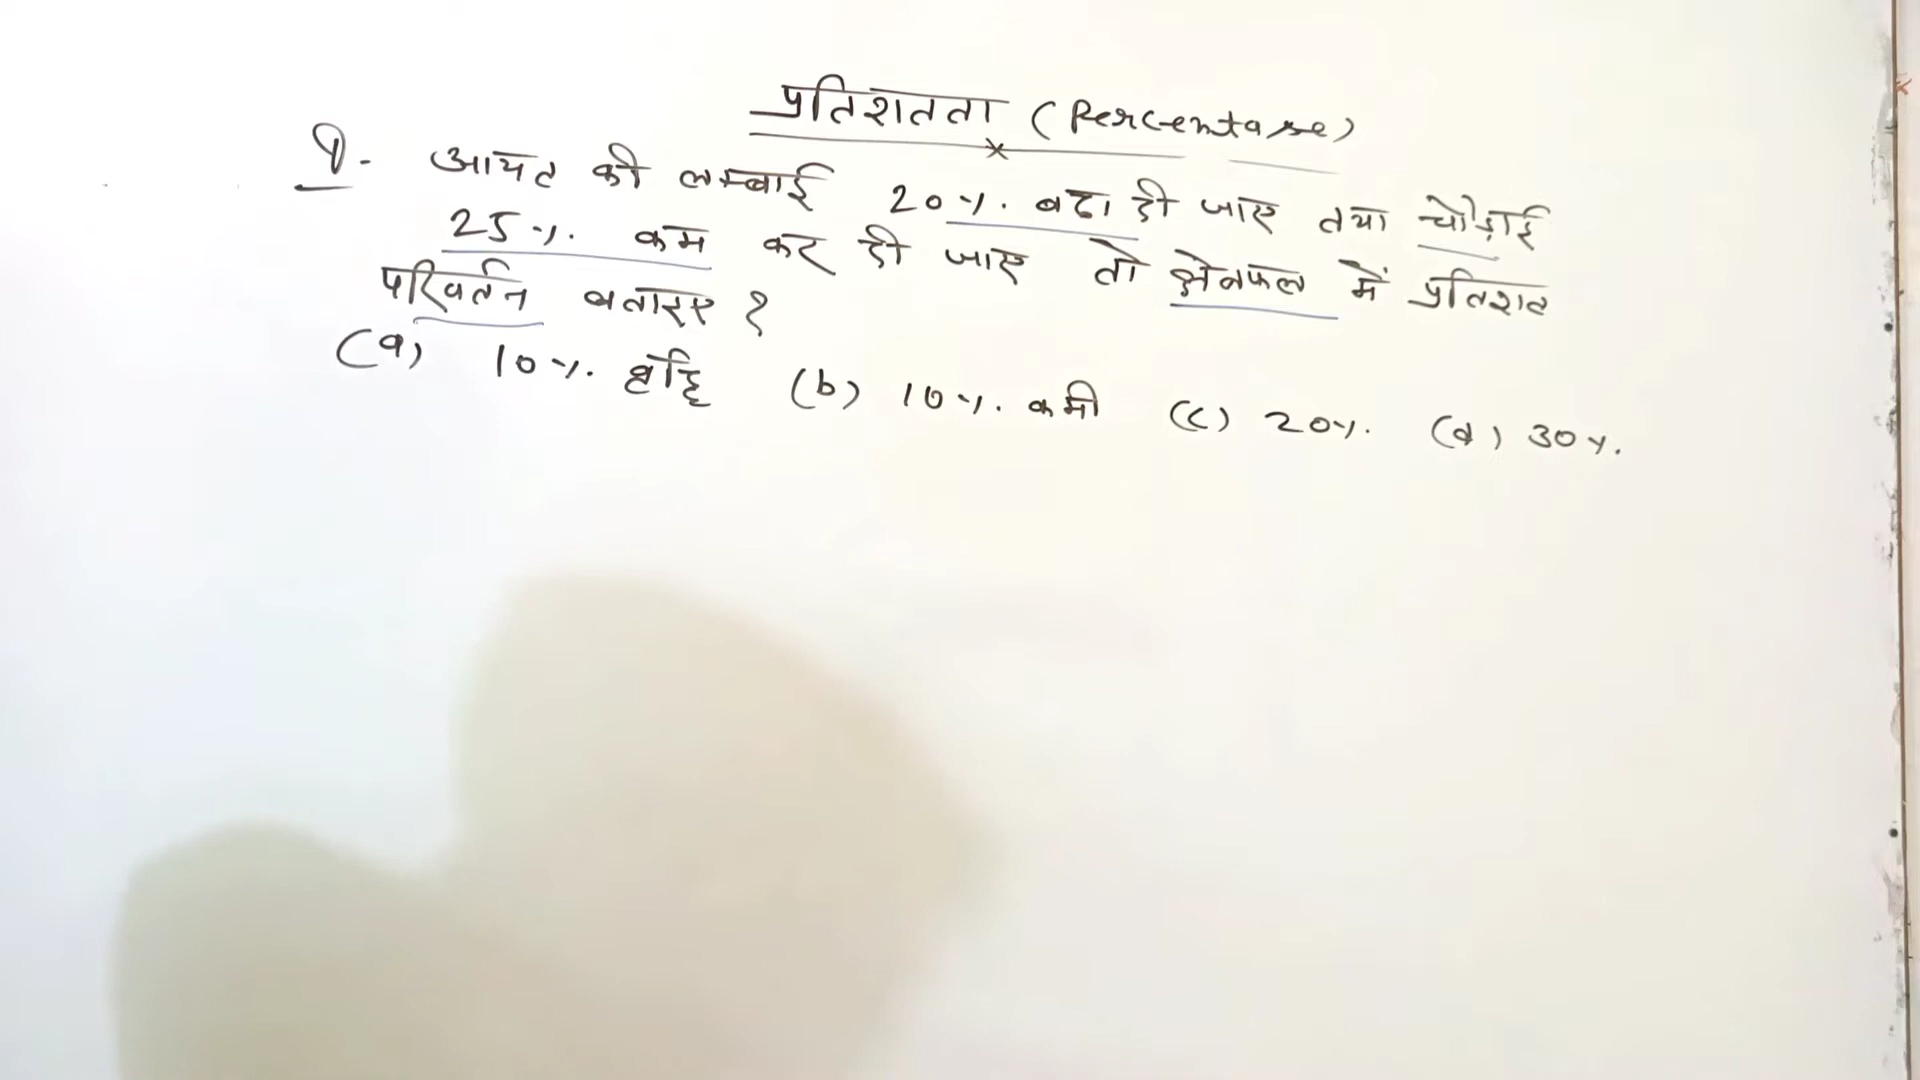 प्रतिशतता (Percentage)
Q. आयत की लम्बाई 20%. बढा दी जाए तथा चौड़ाई
25%. कम कर दी जाए तो क्षेत्रफल में प्रतिशत
परिवर्तन बताइए ?
(a) 10%. वृद्धि (b) 10%. कमी (c) 20%. (d) 30%.